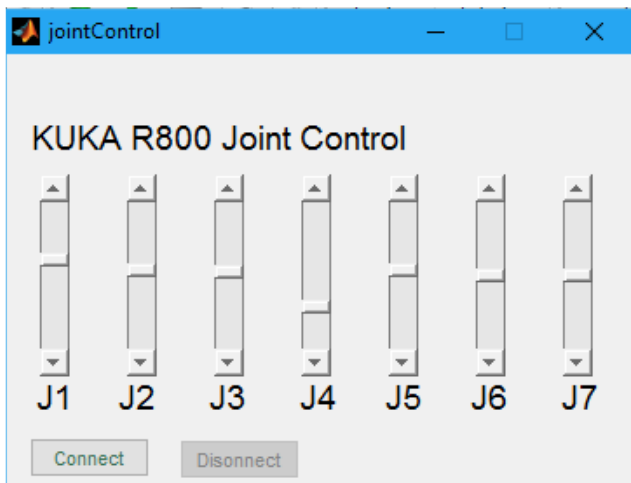 jointControl
KUKA R800 Joint Control
J1 J2 J3 J4 J5 J6 J7
Connect Disonnect